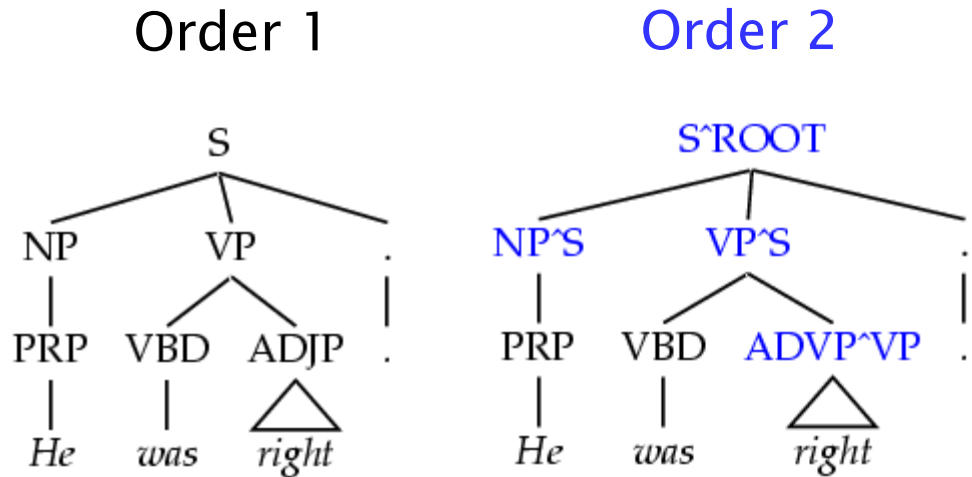 Order 1 Order 2
S S^ROOT
NP VP . NP^S VP^S .
PRP VBD ADJP . PRP VBD ADVP^VP .
He was right He was right